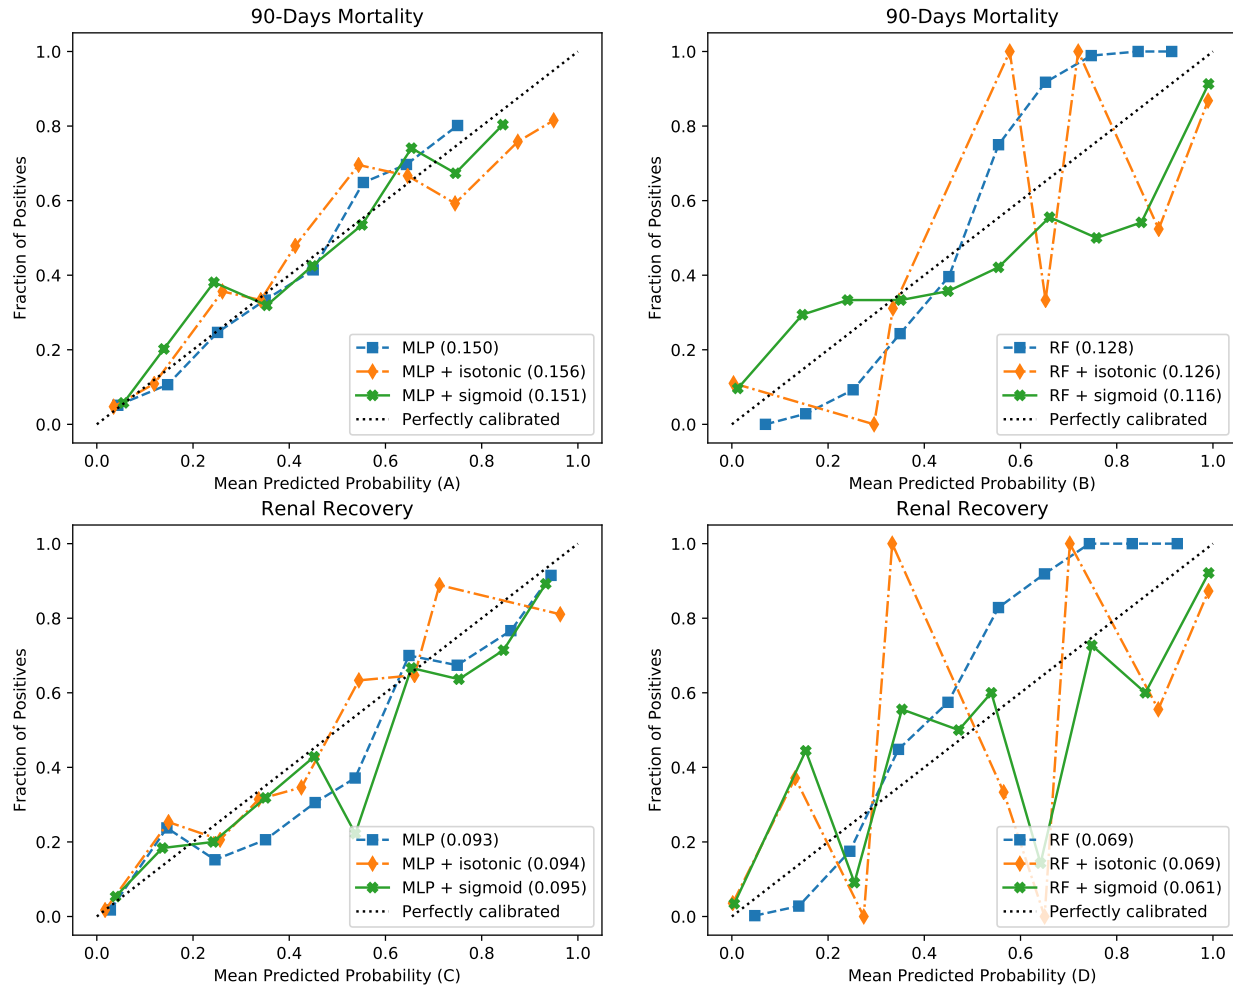 90-Days Mortality
1.0
0.8
0.6
0.4
0.2
0.0
Fraction of Positives
MLP (0.150)
MLP + isotonic (0.156)
MLP + sigmoid (0.151)
Perfectly calibrated
0.0 0.2 0.4 0.6 0.8 1.0
Mean Predicted Probability (A)
90-Days Mortality
1.0
0.8
0.6
0.4
0.2
0.0
Fraction of Positives
RF (0.128)
RF + isotonic (0.126)
RF + sigmoid (0.116)
Perfectly calibrated
0.0 0.2 0.4 0.6 0.8 1.0
Mean Predicted Probability (B)
Renal Recovery
1.0
0.8
0.6
0.4
0.2
0.0
Fraction of Positives
MLP (0.093)
MLP + isotonic (0.094)
MLP + sigmoid (0.095)
Perfectly calibrated
0.0 0.2 0.4 0.6 0.8 1.0
Mean Predicted Probability (C)
Renal Recovery
1.0
0.8
0.6
0.4
0.2
0.0
Fraction of Positives
RF (0.069)
RF + isotonic (0.069)
RF + sigmoid (0.061)
Perfectly calibrated
0.0 0.2 0.4 0.6 0.8 1.0
Mean Predicted Probability (D)